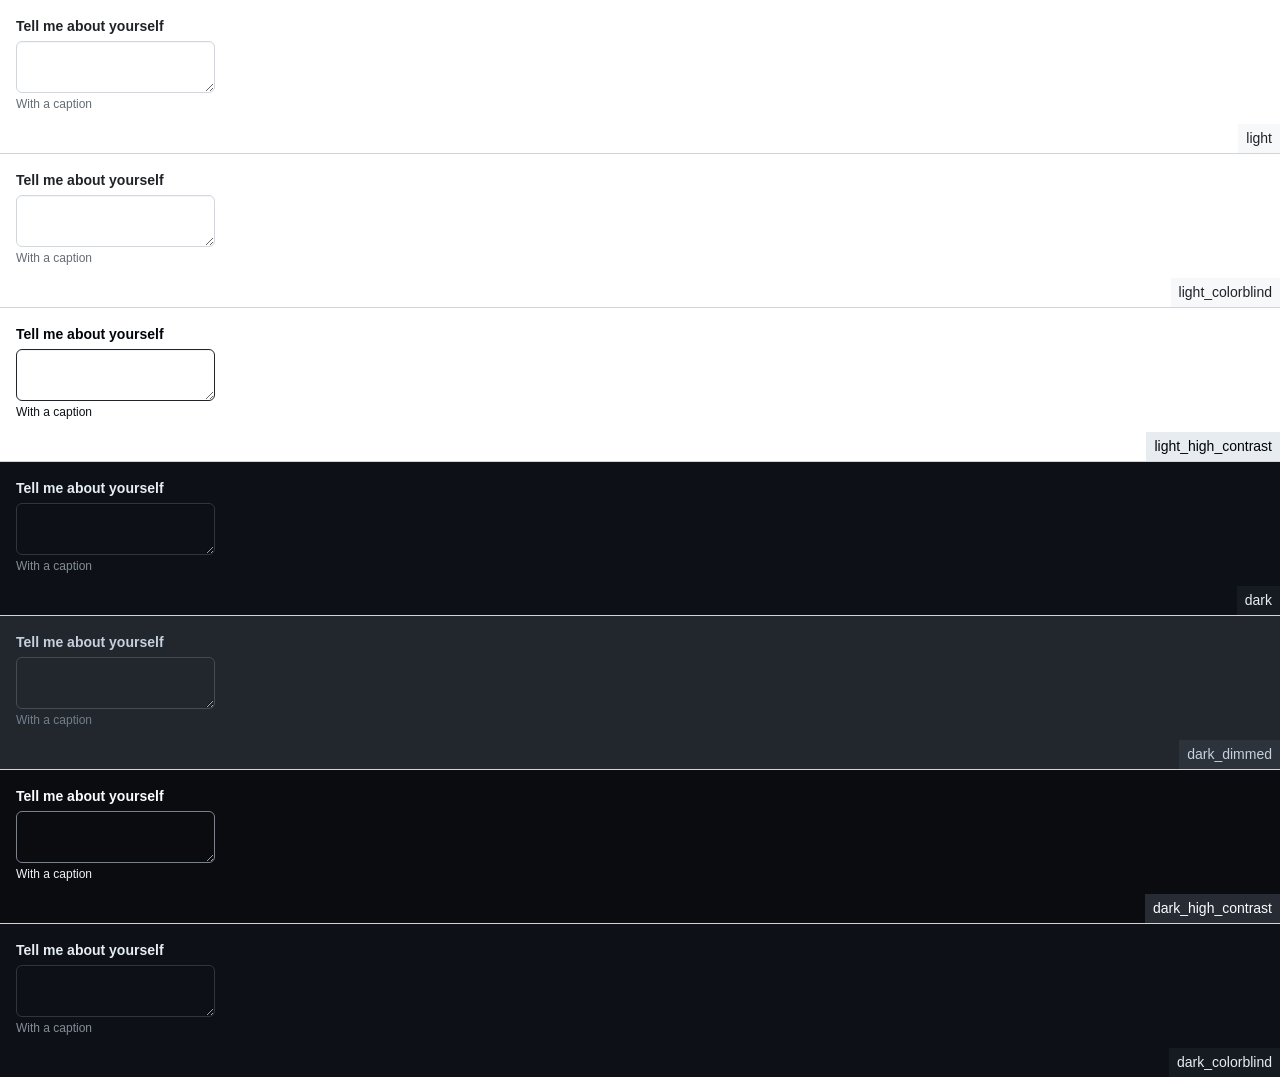 Tell me about yourself
With a caption
light
Tell me about yourself
With a caption
light_colorblind
Tell me about yourself
With a caption
light_high_contrast
Tell me about yourself
With a caption
dark
Tell me about yourself
With a caption
dark_dimmed
Tell me about yourself
With a caption
dark_high_contrast
Tell me about yourself
With a caption
dark_colorblind